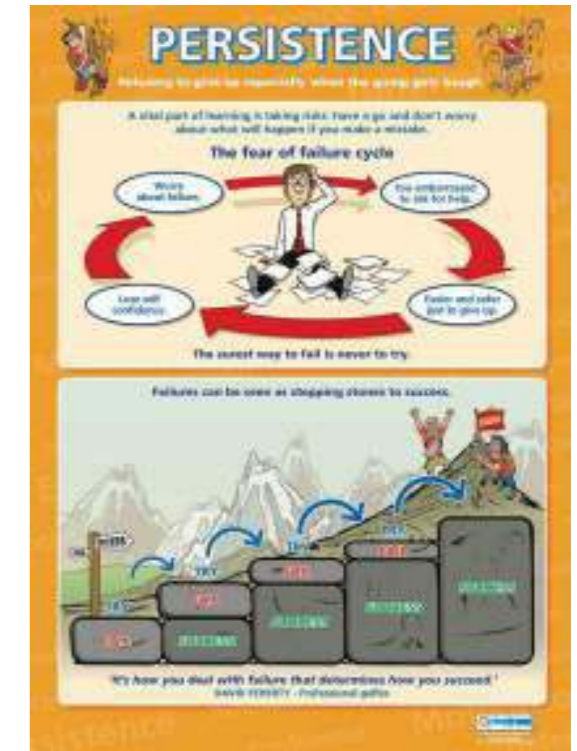 PERSISTENCE
Refusing to give up especially when the going gets tough
A vital part of learning is taking risks. Have a go and don't worry
about what will happen if you make a mistake.
The fear of failure cycle
Worry
about failure.
Too embarrassed
to ask for help.
Lose self
confidence.
Easier and safer
just to give up.
The surest way to fail is never to try.
Failures can be seen as stepping stones to success.
TRY
TRY
TRY
TRY
FAIL
FAIL
FAIL
FAIL
'It's how you deal with failure that determines how you succeed.'
DAVID FEHERTY - Professional golfer